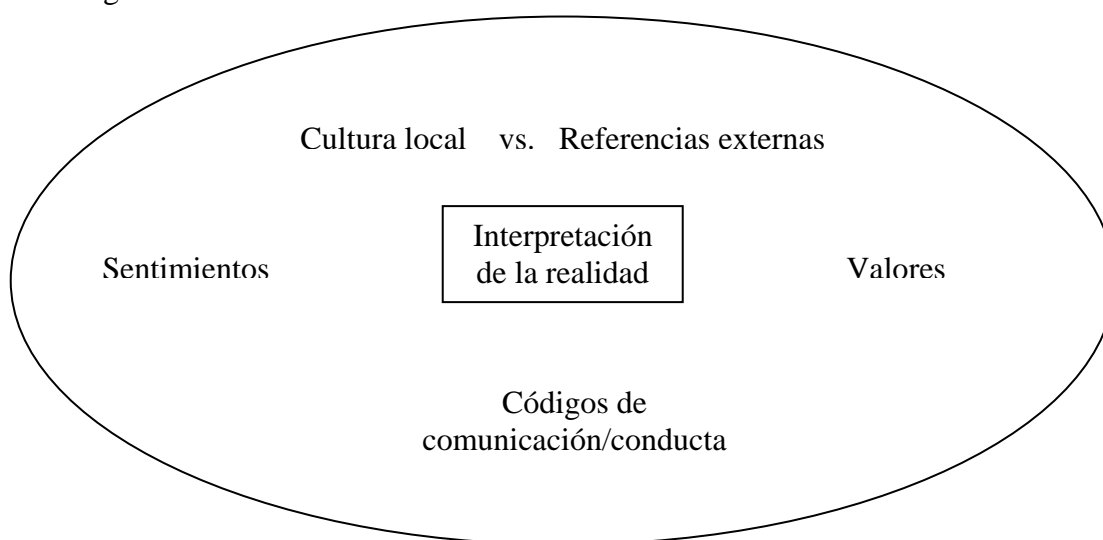 Cultura local vs. Referencias externas
Interpretación
de la realidad
Sentimientos
Valores
Códigos de
comunicación/conducta